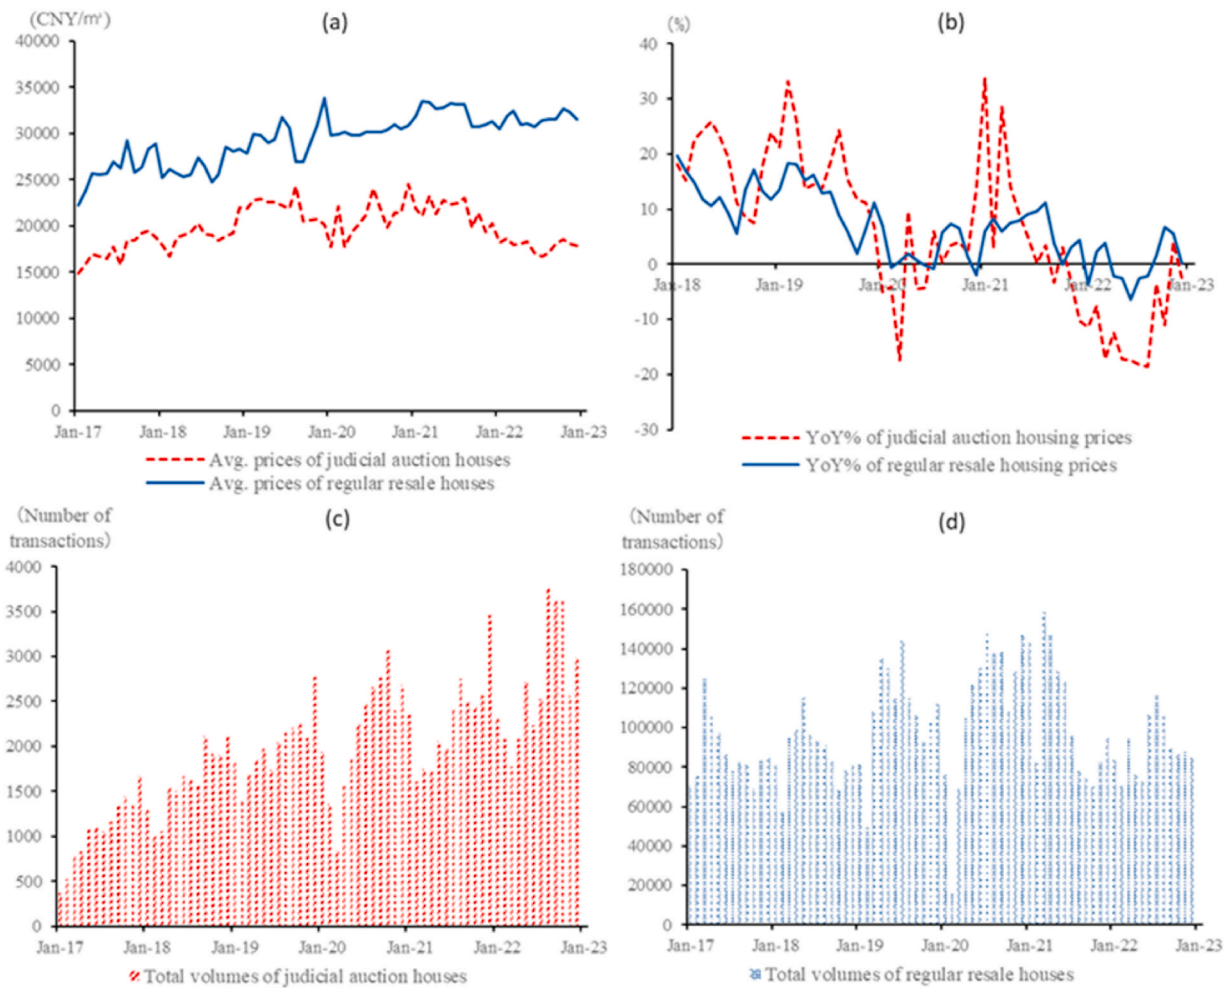 (CNY/㎡)
(a)
40000
35000
30000
25000
20000
15000
10000
5000
0
Jan-17
Jan-18
Jan-19
Jan-20
Jan-21
Jan-22
Jan-23
Avg. prices of judicial auction houses
Avg. prices of regular resale houses
(%)
(b)
40
30
20
10
0
-10
-20
-30
Jan-18
Jan-19
Jan-20
Jan-21
Jan-22
Jan-23
YoY% of judicial auction housing prices
YoY% of regular resale housing prices
(Number of
transactions)
(c)
4000
3500
3000
2500
2000
1500
1000
500
0
Jan-17
Jan-18
Jan-19
Jan-20
Jan-21
Jan-22
Jan-23
Total volumes of judicial auction houses
(Number of
transactions)
(d)
180000
160000
140000
120000
100000
80000
60000
40000
20000
0
Jan-17
Jan-18
Jan-19
Jan-20
Jan-21
Jan-22
Jan-23
Total volumes of regular resale houses